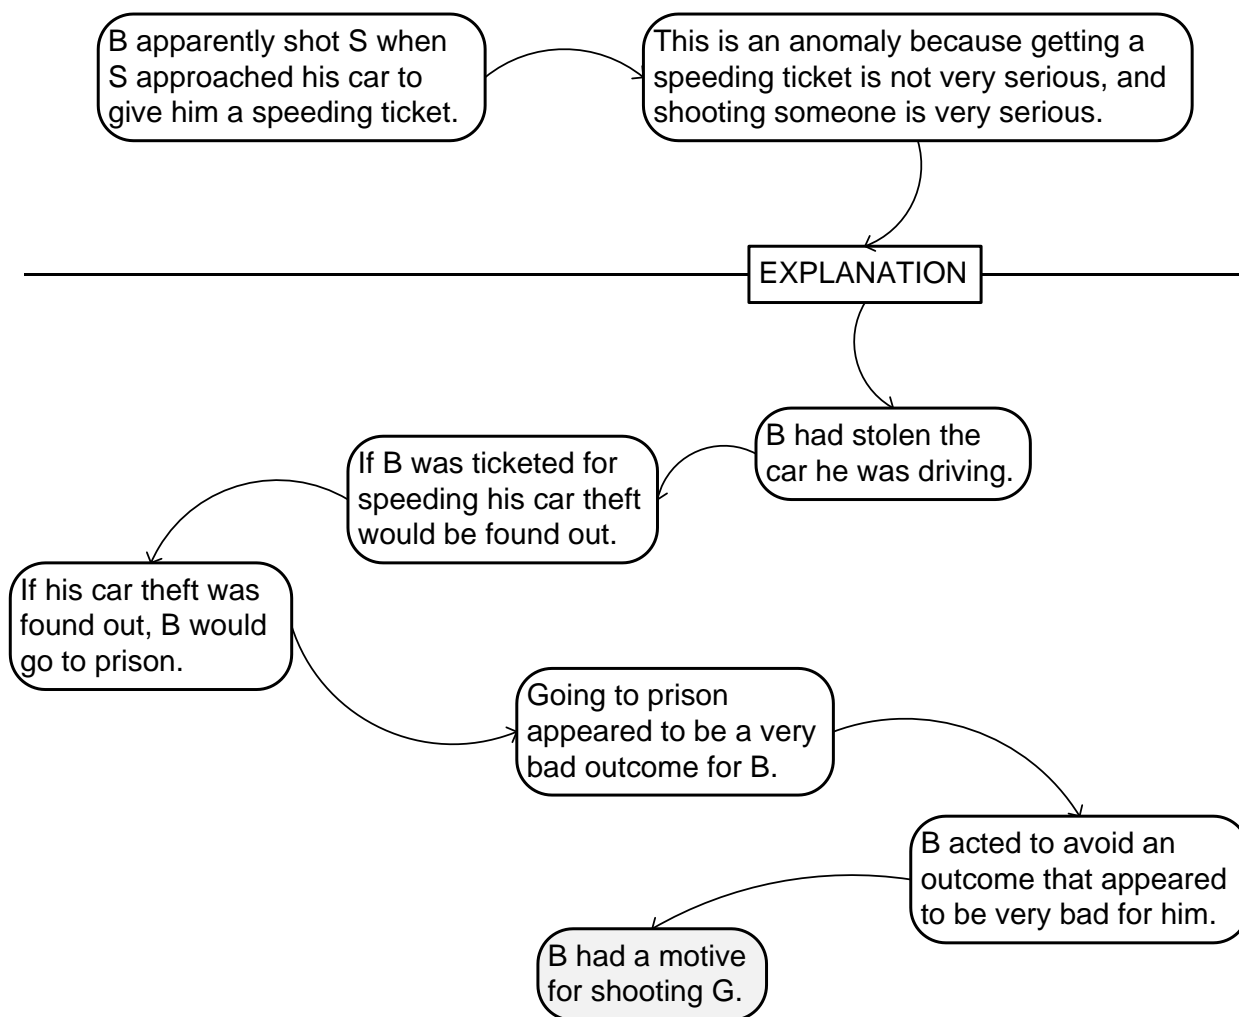 B apparently shot S when
S approached his car to
give him a speeding ticket.
This is an anomaly because getting a
speeding ticket is not very serious, and
shooting someone is very serious.
EXPLANATION
B had stolen the
car he was driving.
If B was ticketed for
speeding his car theft
would be found out.
If his car theft was
found out, B would
go to prison.
Going to prison
appeared to be a very
bad outcome for B.
B acted to avoid an
outcome that appeared
to be very bad for him.
B had a motive
for shooting G.